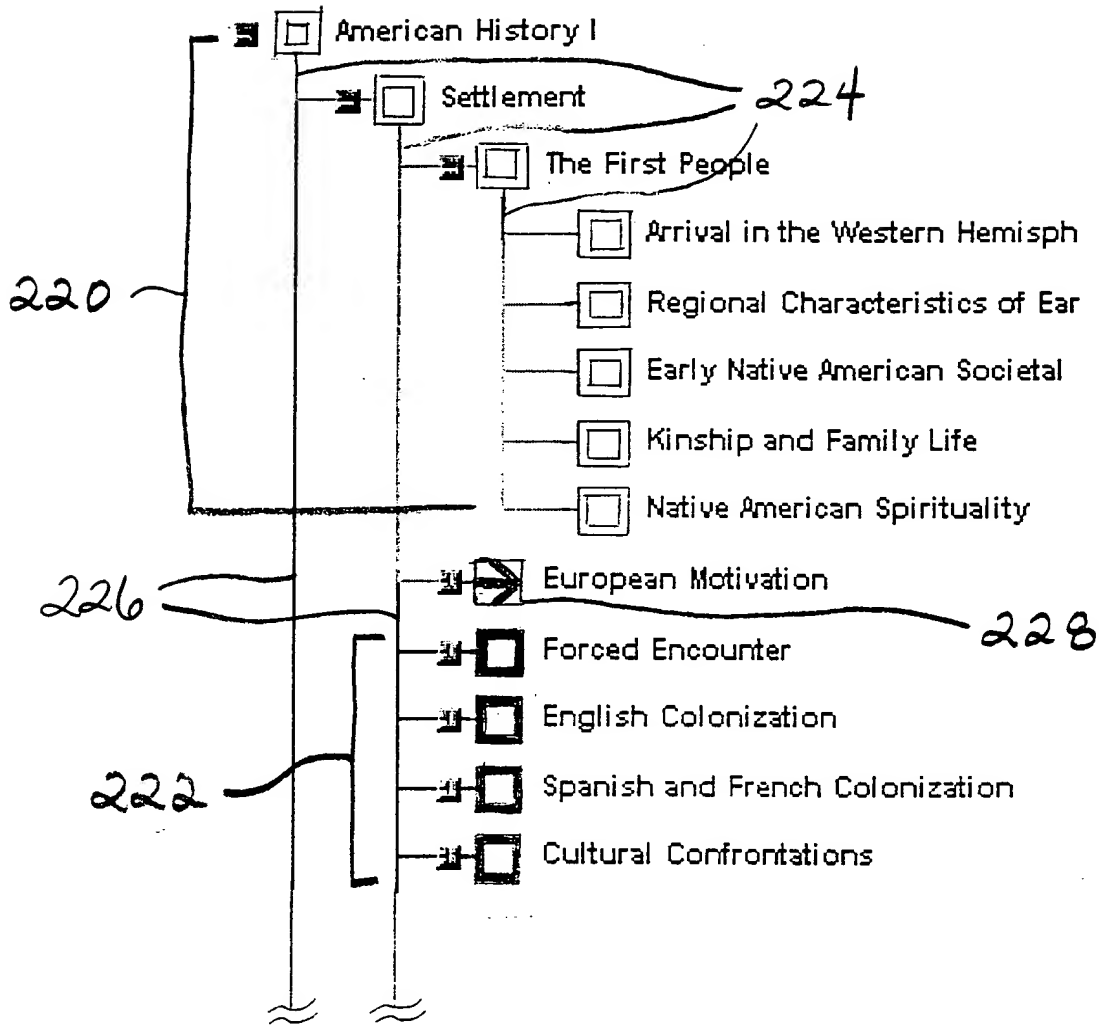 American History I
Settlement
224
The First People
Arrival in the Western Hemisph
220
Regional Characteristics of Ear
Early Native American Societal
Kinship and Family Life
Native American Spirituality
European Motivation
226
228
Forced Encounter
English Colonization
222
Spanish and French Colonization
Cultural Confrontations